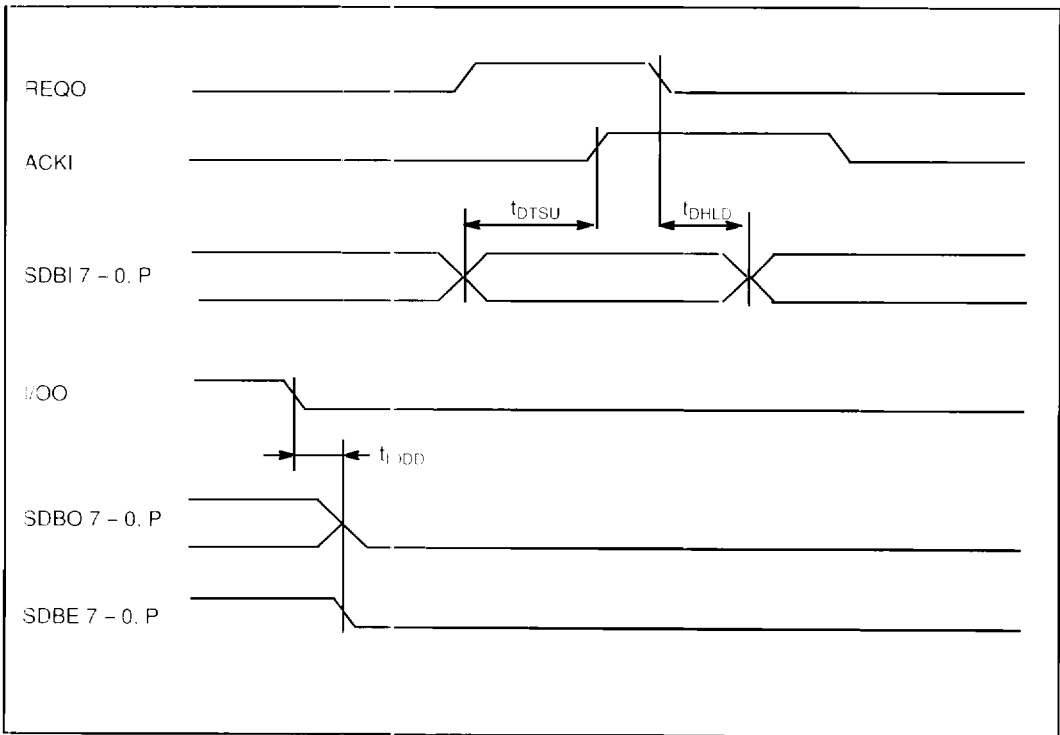 REQO
ACKI
tDTSU
tDHLD
SDBI 7 – 0, P
I/OO
SDBO 7 – 0, P
SDBE 7 – 0, P